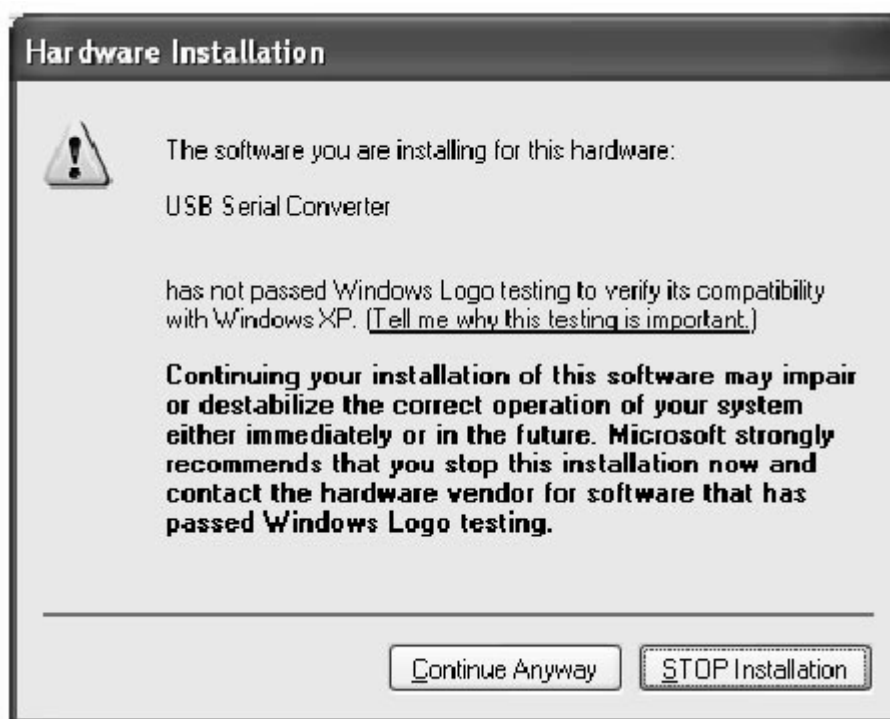 Hardware Installation
The software you are installing for this hardware:
USB Serial Converter
has not passed Windows Logo testing to verify its compatibility
with Windows XP. (Tell me why this testing is important.)
Continuing your installation of this software may impair
or destabilize the correct operation of your system
either immediately or in the future. Microsoft strongly
recommends that you stop this installation now and
contact the hardware vendor for software that has
passed Windows Logo testing.
Continue Anyway
STOP Installation